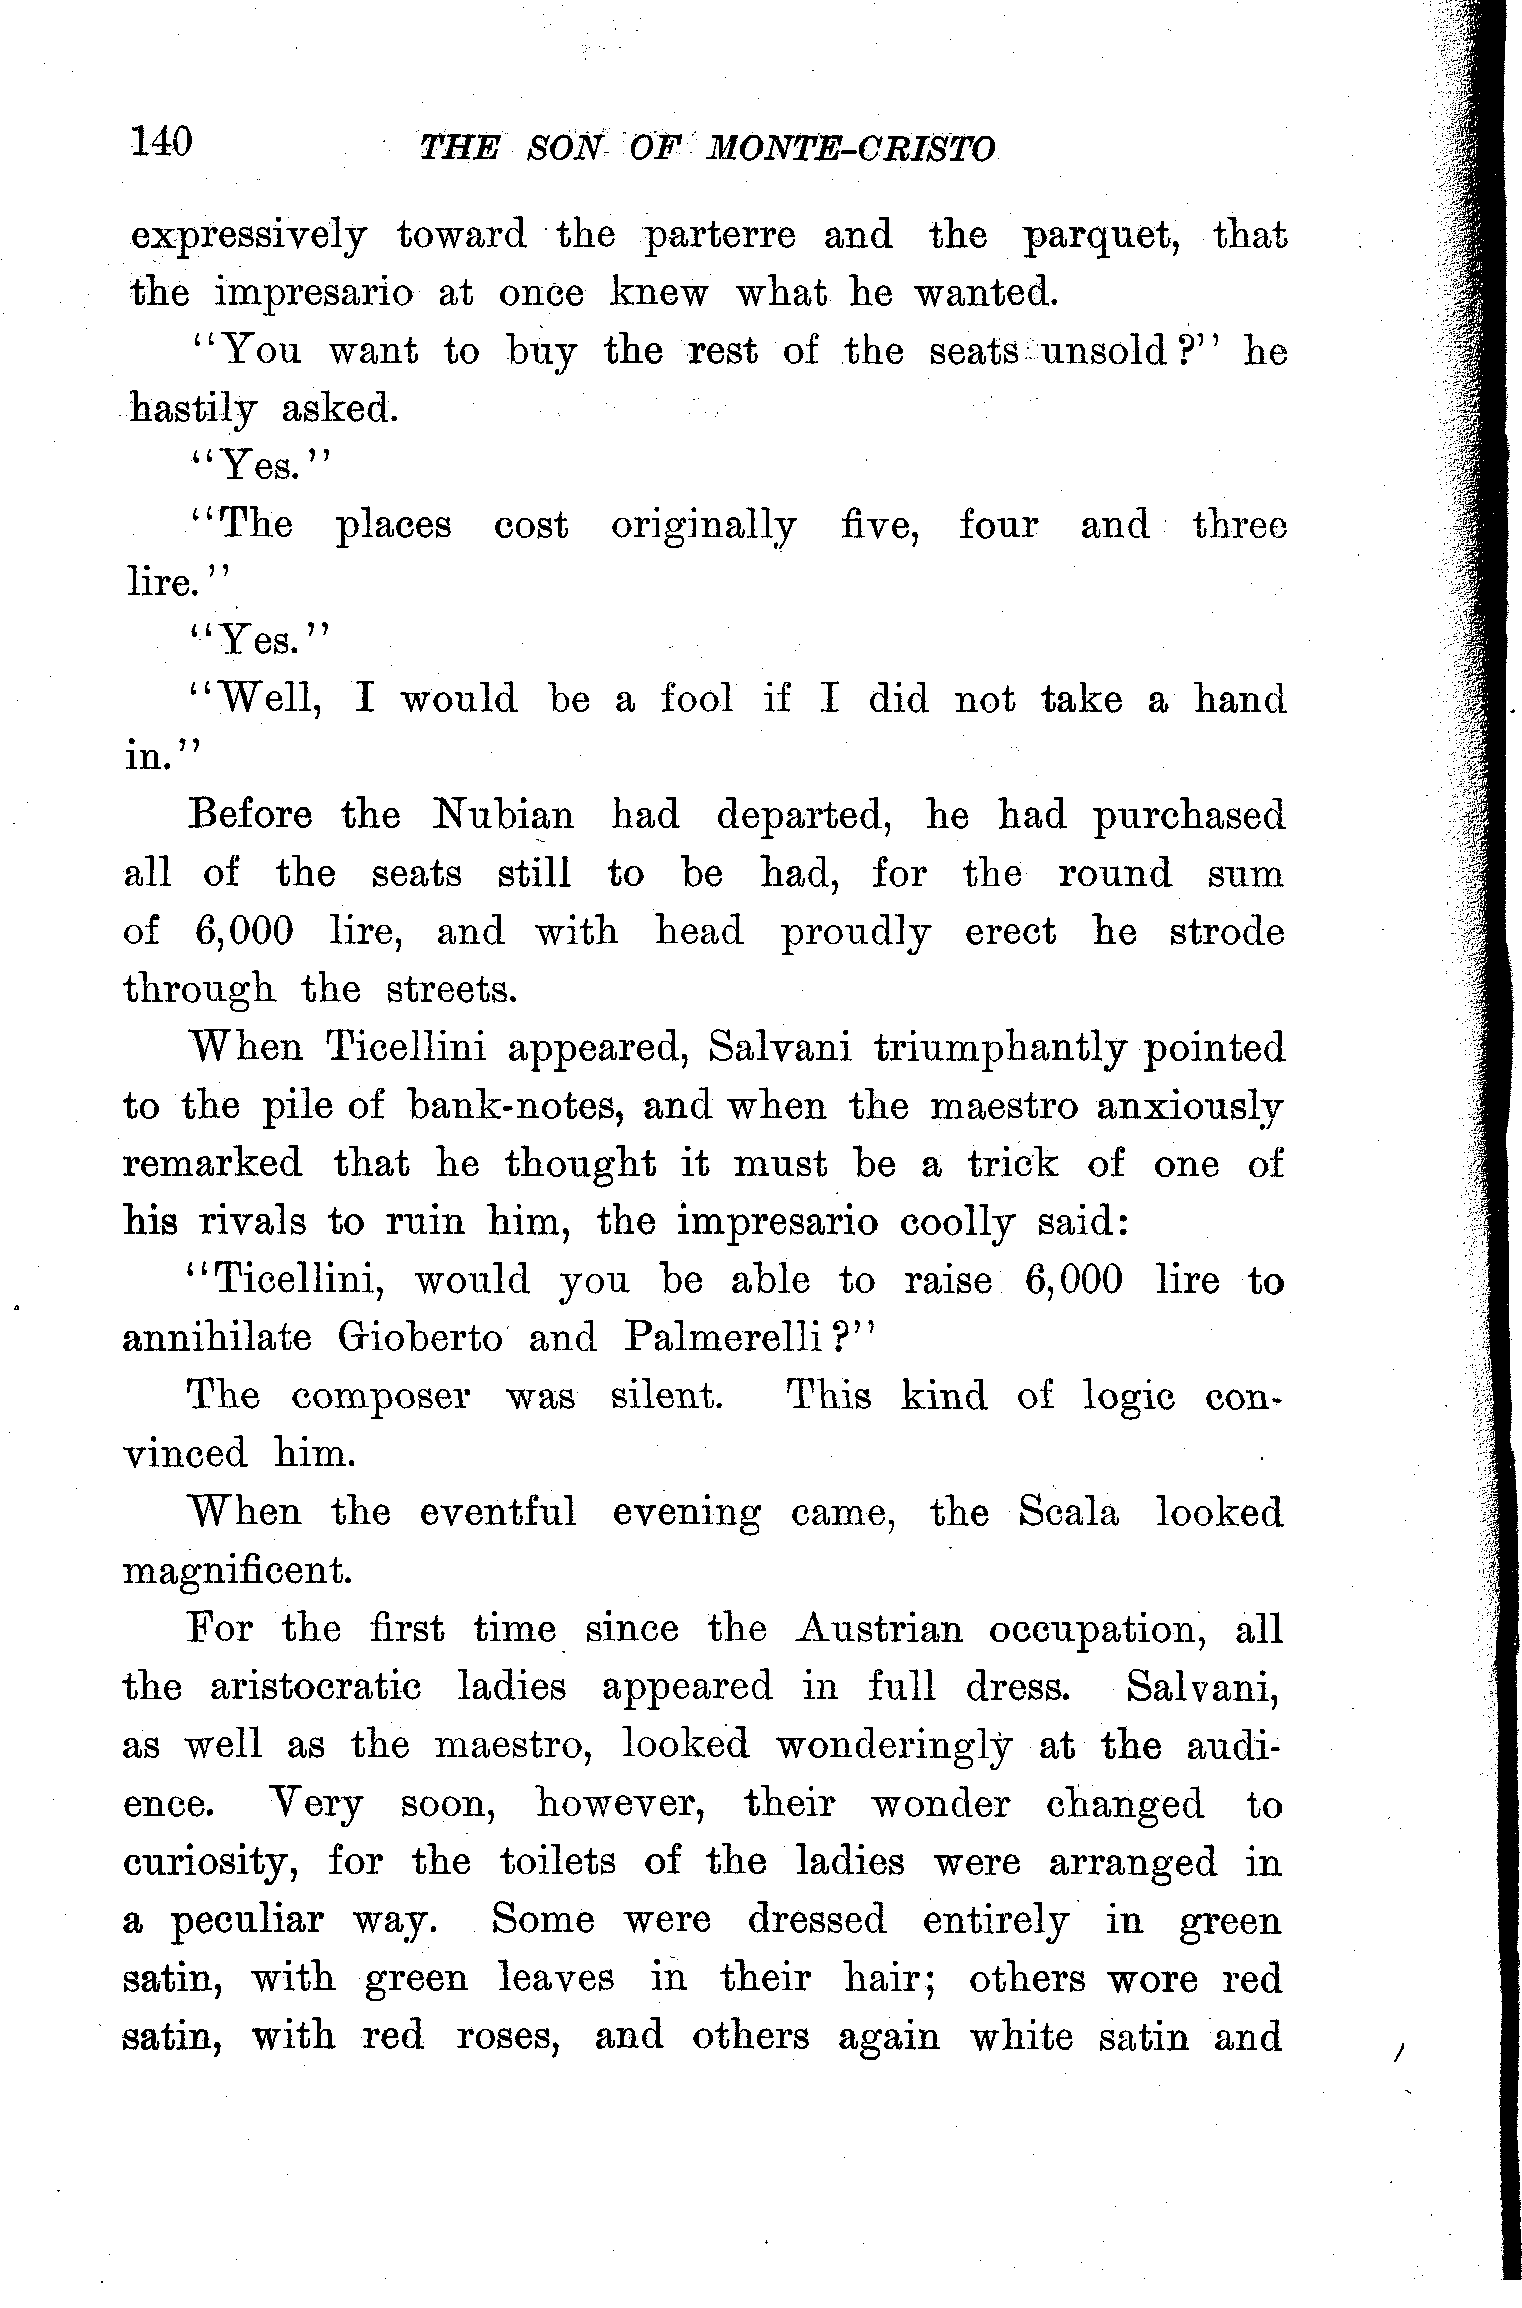 140 THE SON OF MONTE-CRISTO
expressively toward the parterre and the parquet, that
the impresario at once knew what he wanted.
"You want to buy the rest of the seats unsold?" he
hastily asked.
"Yes."
"The places cost originally five, four and three
lire."
"Yes."
"Well, I would be a fool if I did not take a hand
in."
Before the Nubian had departed, he had purchased
all of the seats still to be had, for the round sum
of 6,000 lire, and with head proudly erect he strode
through the streets.
When Ticellini appeared, Salvani triumphantly pointed
to the pile of bank-notes, and when the maestro anxiously
remarked that he thought it must be a trick of one of
his rivals to ruin him, the impresario coolly said:
"Ticellini, would you be able to raise 6,000 lire to
annihilate Gioberto and Palmerelli?"
The composer was silent. This kind of logic con-
vinced him.
When the eventful evening came, the Scala looked
magnificent.
For the first time since the Austrian occupation, all
the aristocratic ladies appeared in full dress. Salvani,
as well as the maestro, looked wonderingly at the audi-
ence. Very soon, however, their wonder changed to
curiosity, for the toilets of the ladies were arranged in
a peculiar way. Some were dressed entirely in green
satin, with green leaves in their hair; others wore red
satin, with red roses, and others again white satin and